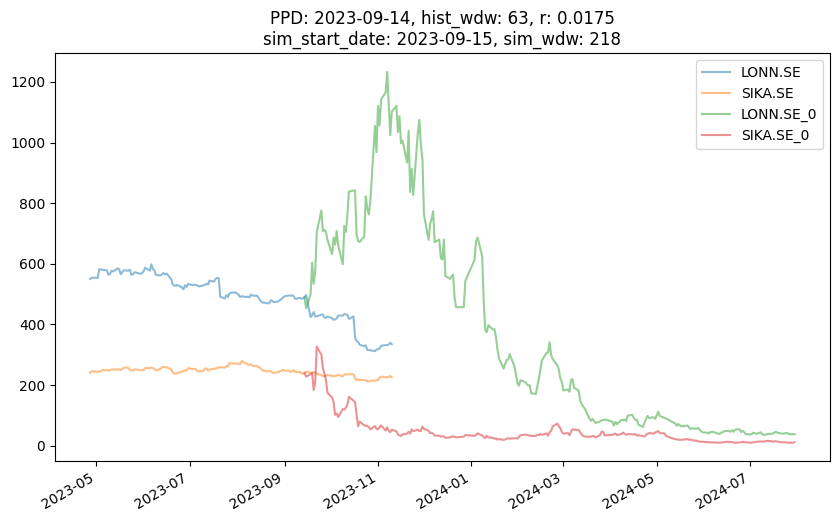 PPD: 2023-09-14, hist_wdw: 63, r: 0.0175
sim_start_date: 2023-09-15, sim_wdw: 218
LONN.SE
SIKA.SE
LONN.SE_0
SIKA.SE_0
1200
1000
800
600
400
200
0
2023-05
2023-07
2023-09
2023-11
2024-01
2024-03
2024-05
2024-07